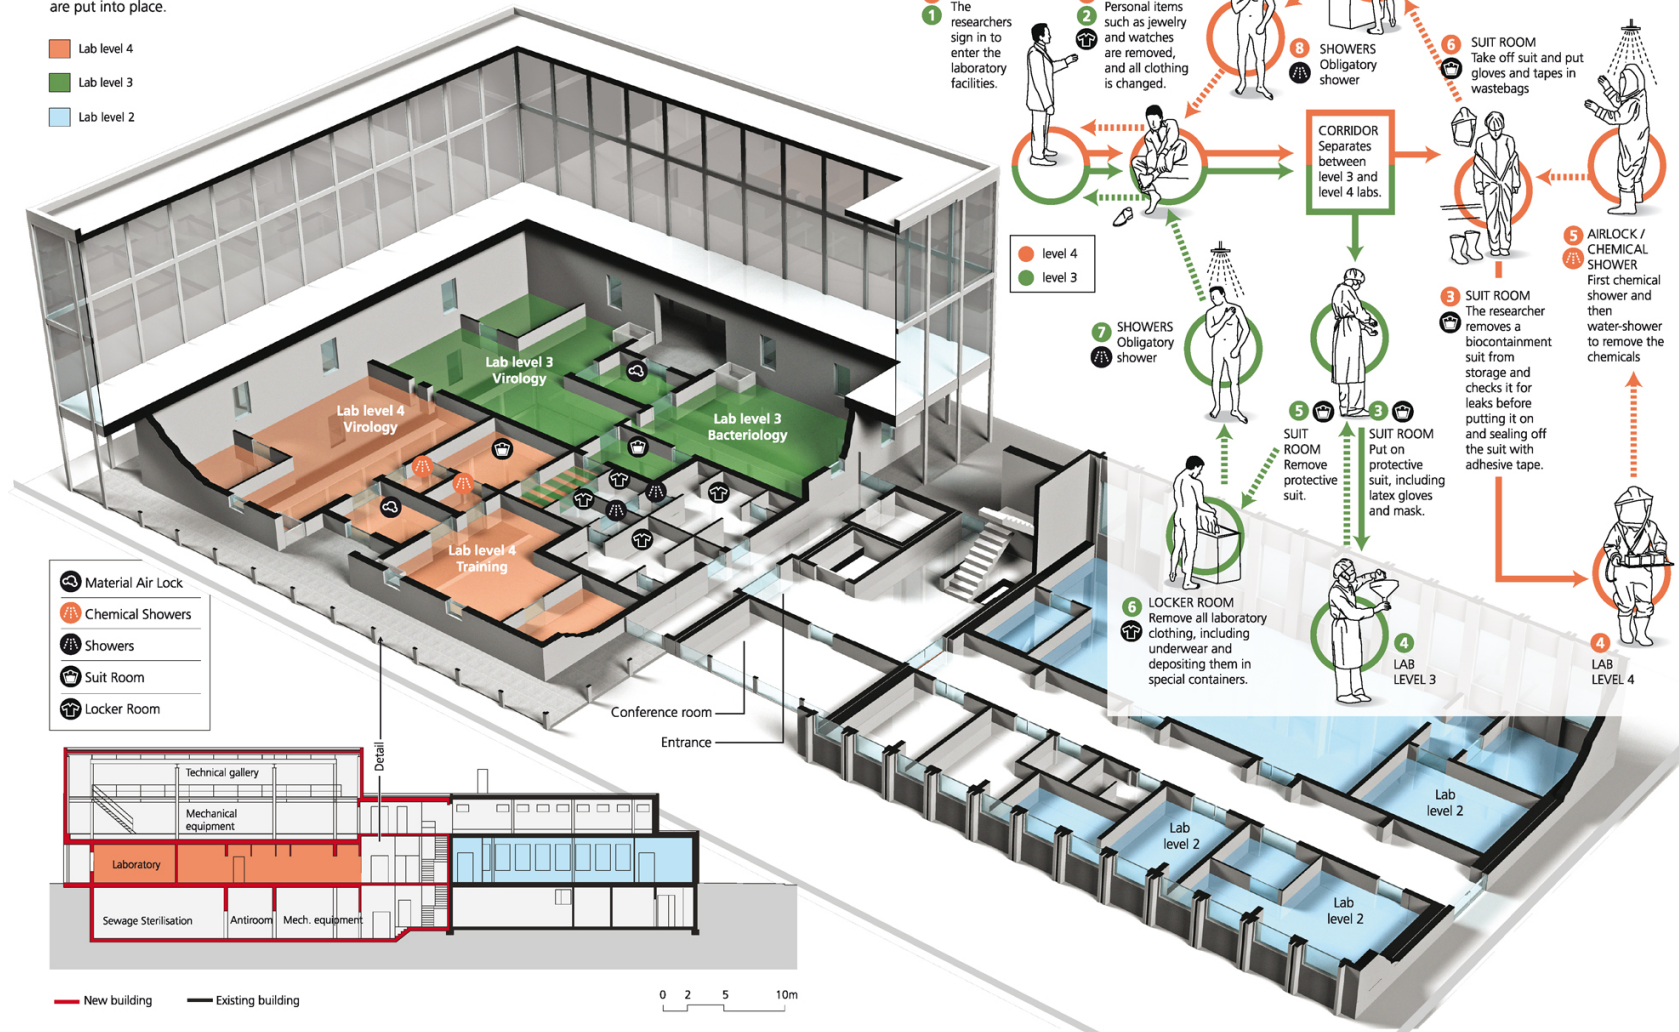 are put into place.
Lab level 4
Lab level 3
Lab level 2
1
The
researchers
sign in to
enter the
laboratory
facilities.
2
Personal items
such as jewelry
and watches
are removed,
and all clothing
is changed.
8 SHOWERS
Obligatory
shower
6 SUIT ROOM
Take off suit and put
gloves and tapes in
wastebags
CORRIDOR
Separates
between
level 3 and
level 4 labs.
level 4
level 3
5 AIRLOCK /
CHEMICAL
SHOWER
First chemical
shower and
then
water-shower
to remove the
chemicals
3 SUIT ROOM
The researcher
removes a
biocontainment
suit from
storage and
checks it for
leaks before
putting it on
and sealing off
the suit with
adhesive tape.
7 SHOWERS
Obligatory
shower
5
SUIT
ROOM
Remove
protective
suit.
3
SUIT ROOM
Put on
protective
suit, including
latex gloves
and mask.
6 LOCKER ROOM
Remove all laboratory
clothing, including
underwear and
depositing them in
special containers.
4
LAB
LEVEL 3
4
LAB
LEVEL 4
Lab level 3
Virology
Lab level 4
Virology
Lab level 3
Bacteriology
Lab level 4
Training
Material Air Lock
Chemical Showers
Showers
Suit Room
Locker Room
Conference room
Entrance
Detail
Lab
level 2
Lab
level 2
Lab
level 2
Technical gallery
Mechanical
equipment
Laboratory
Sewage Sterilisation
Antiroom
Mech. equipment
New building
Existing building
0 2 5 10m